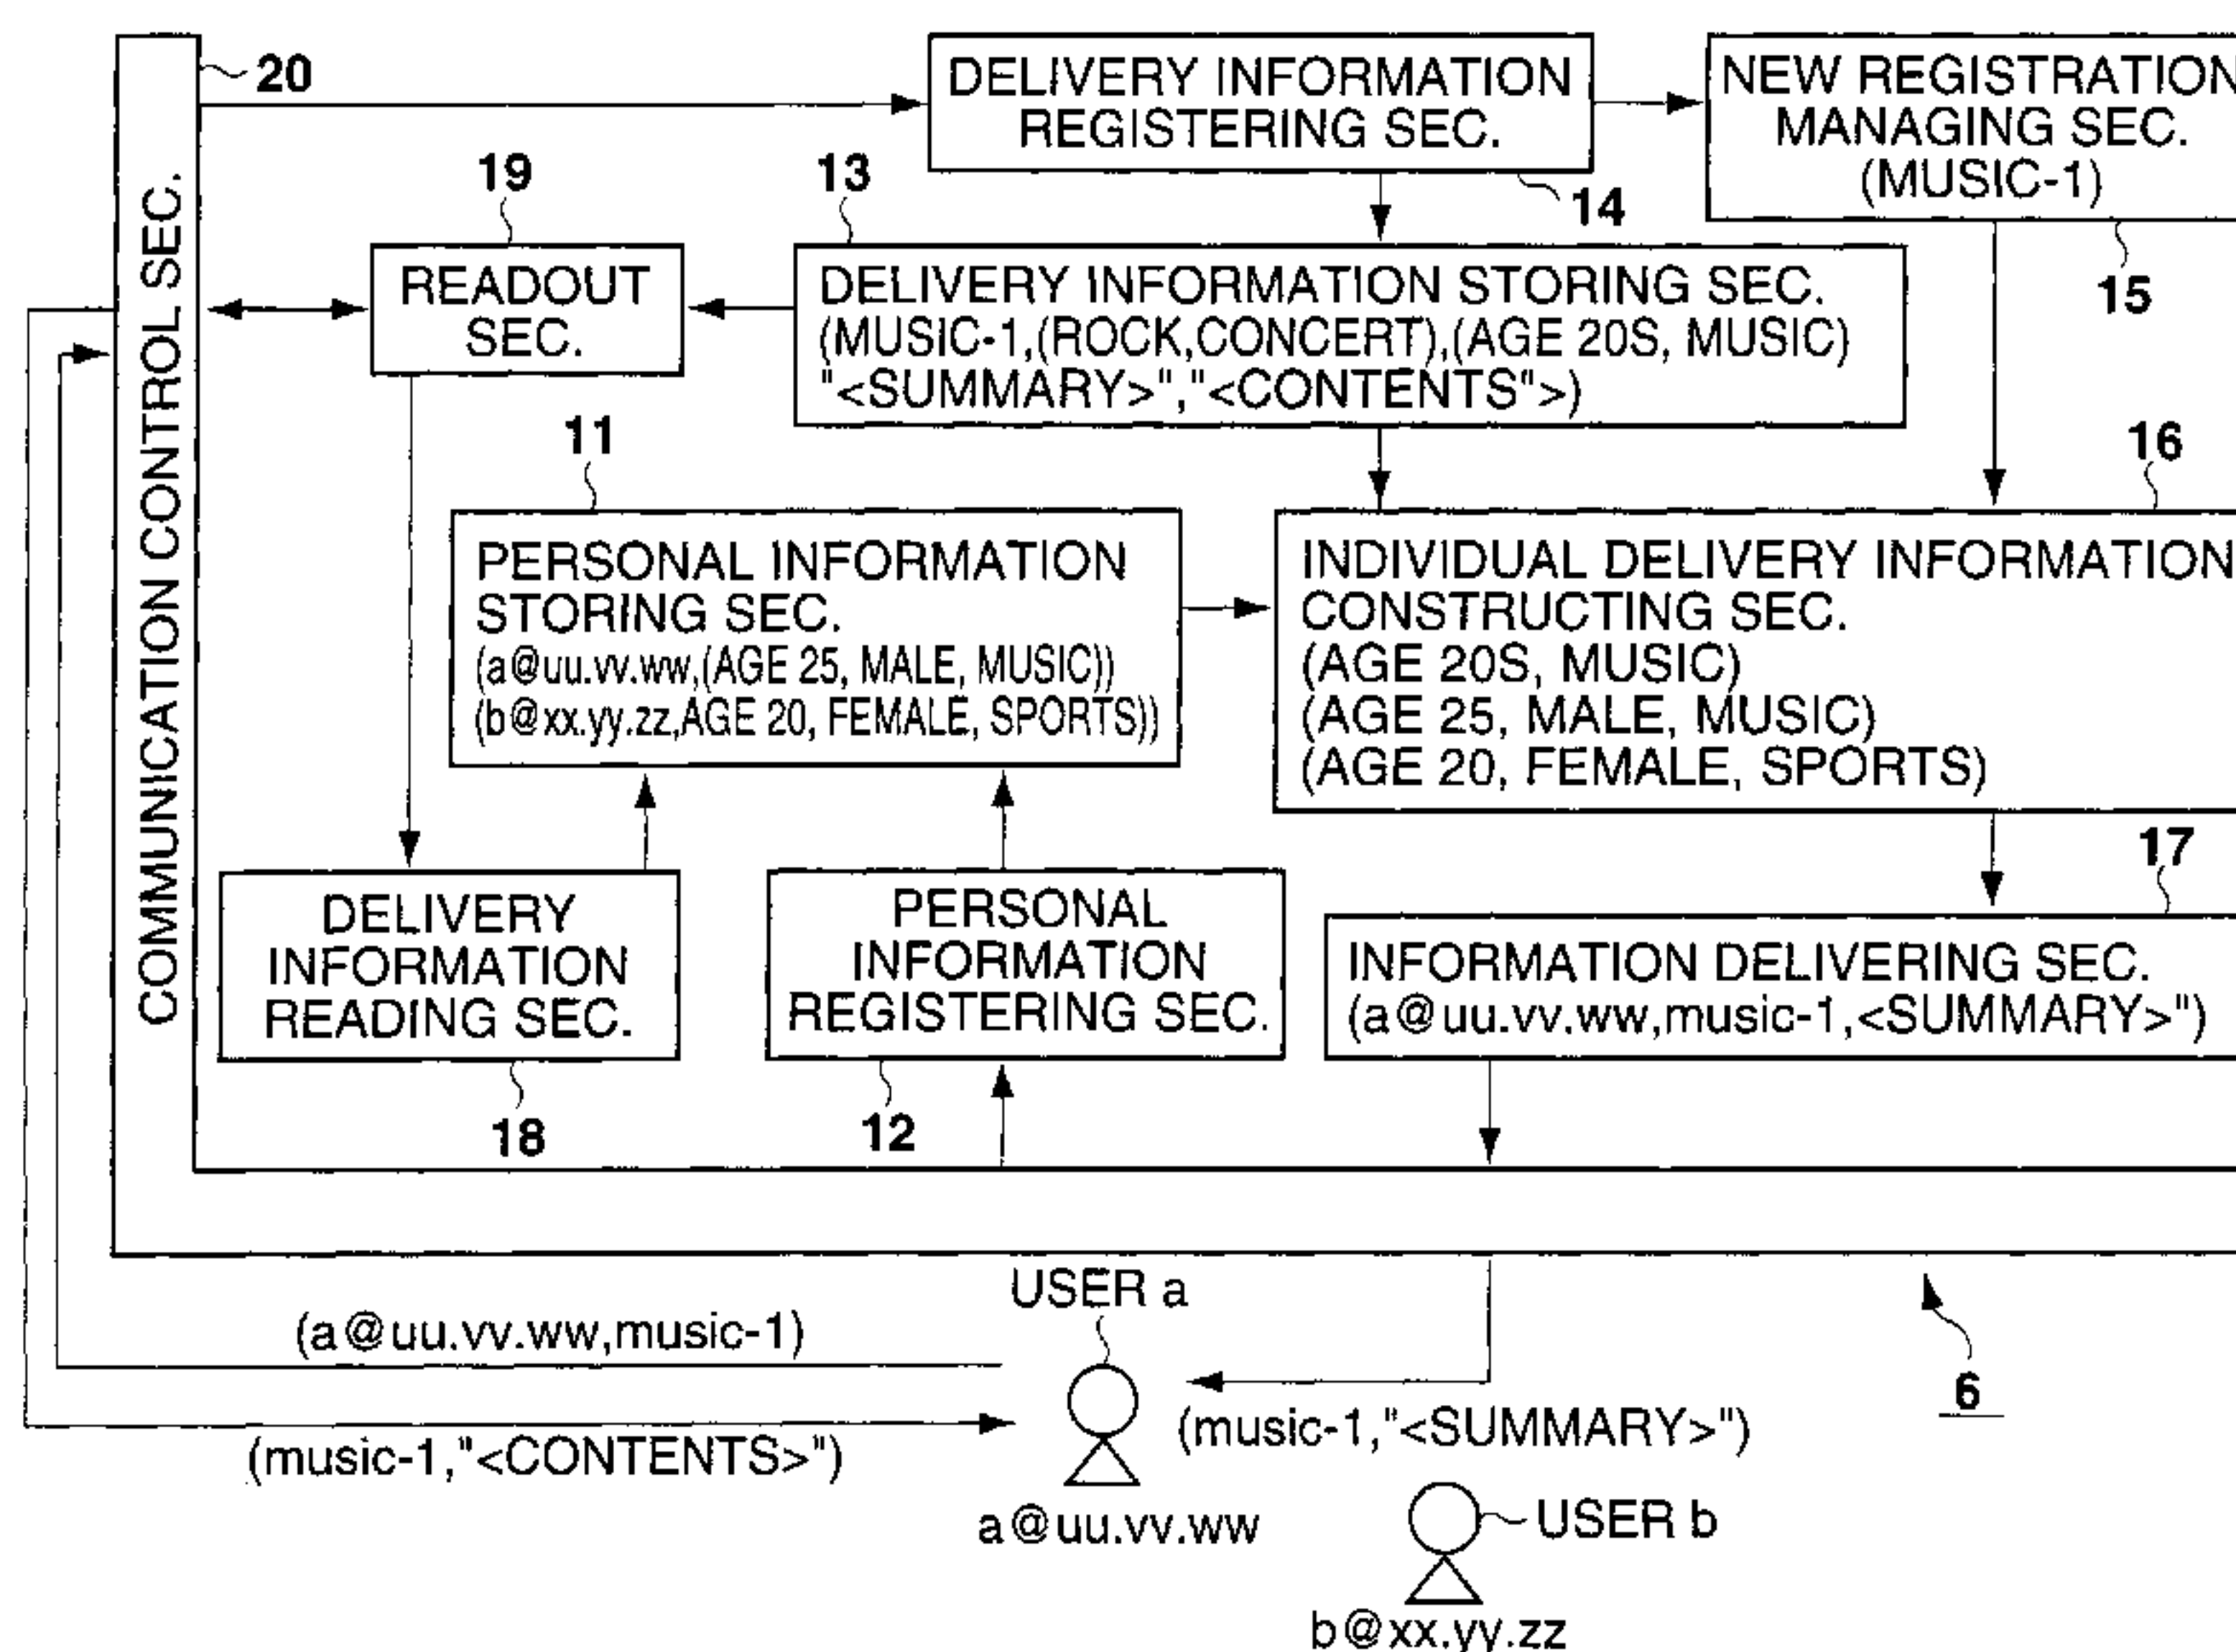 COMMUNICATION CONTROL SEC.
20
DELIVERY INFORMATION
REGISTERING SEC.
14
NEW REGISTRATION
MANAGING SEC.
(MUSIC-1)
15
19
READOUT
SEC.
13
DELIVERY INFORMATION STORING SEC.
(MUSIC-1,(ROCK,CONCERT),(AGE 20S, MUSIC)
"<SUMMARY>","<CONTENTS">)
11
PERSONAL INFORMATION
STORING SEC.
(a@uu.vv.ww,(AGE 25, MALE, MUSIC))
(b@xx.yy.zz,AGE 20, FEMALE, SPORTS))
16
INDIVIDUAL DELIVERY INFORMATION
CONSTRUCTING SEC.
(AGE 20S, MUSIC)
(AGE 25, MALE, MUSIC)
(AGE 20, FEMALE, SPORTS)
DELIVERY
INFORMATION
READING SEC.
18
PERSONAL
INFORMATION
REGISTERING SEC.
12
17
INFORMATION DELIVERING SEC.
(a@uu.vv.ww,music-1,<SUMMARY>")
USER a
(a@uu.vv.ww,music-1)
6
(music-1,"<CONTENTS>")
(music-1,"<SUMMARY>")
a@uu.vv.ww
USER b
b@xx.yy.zz